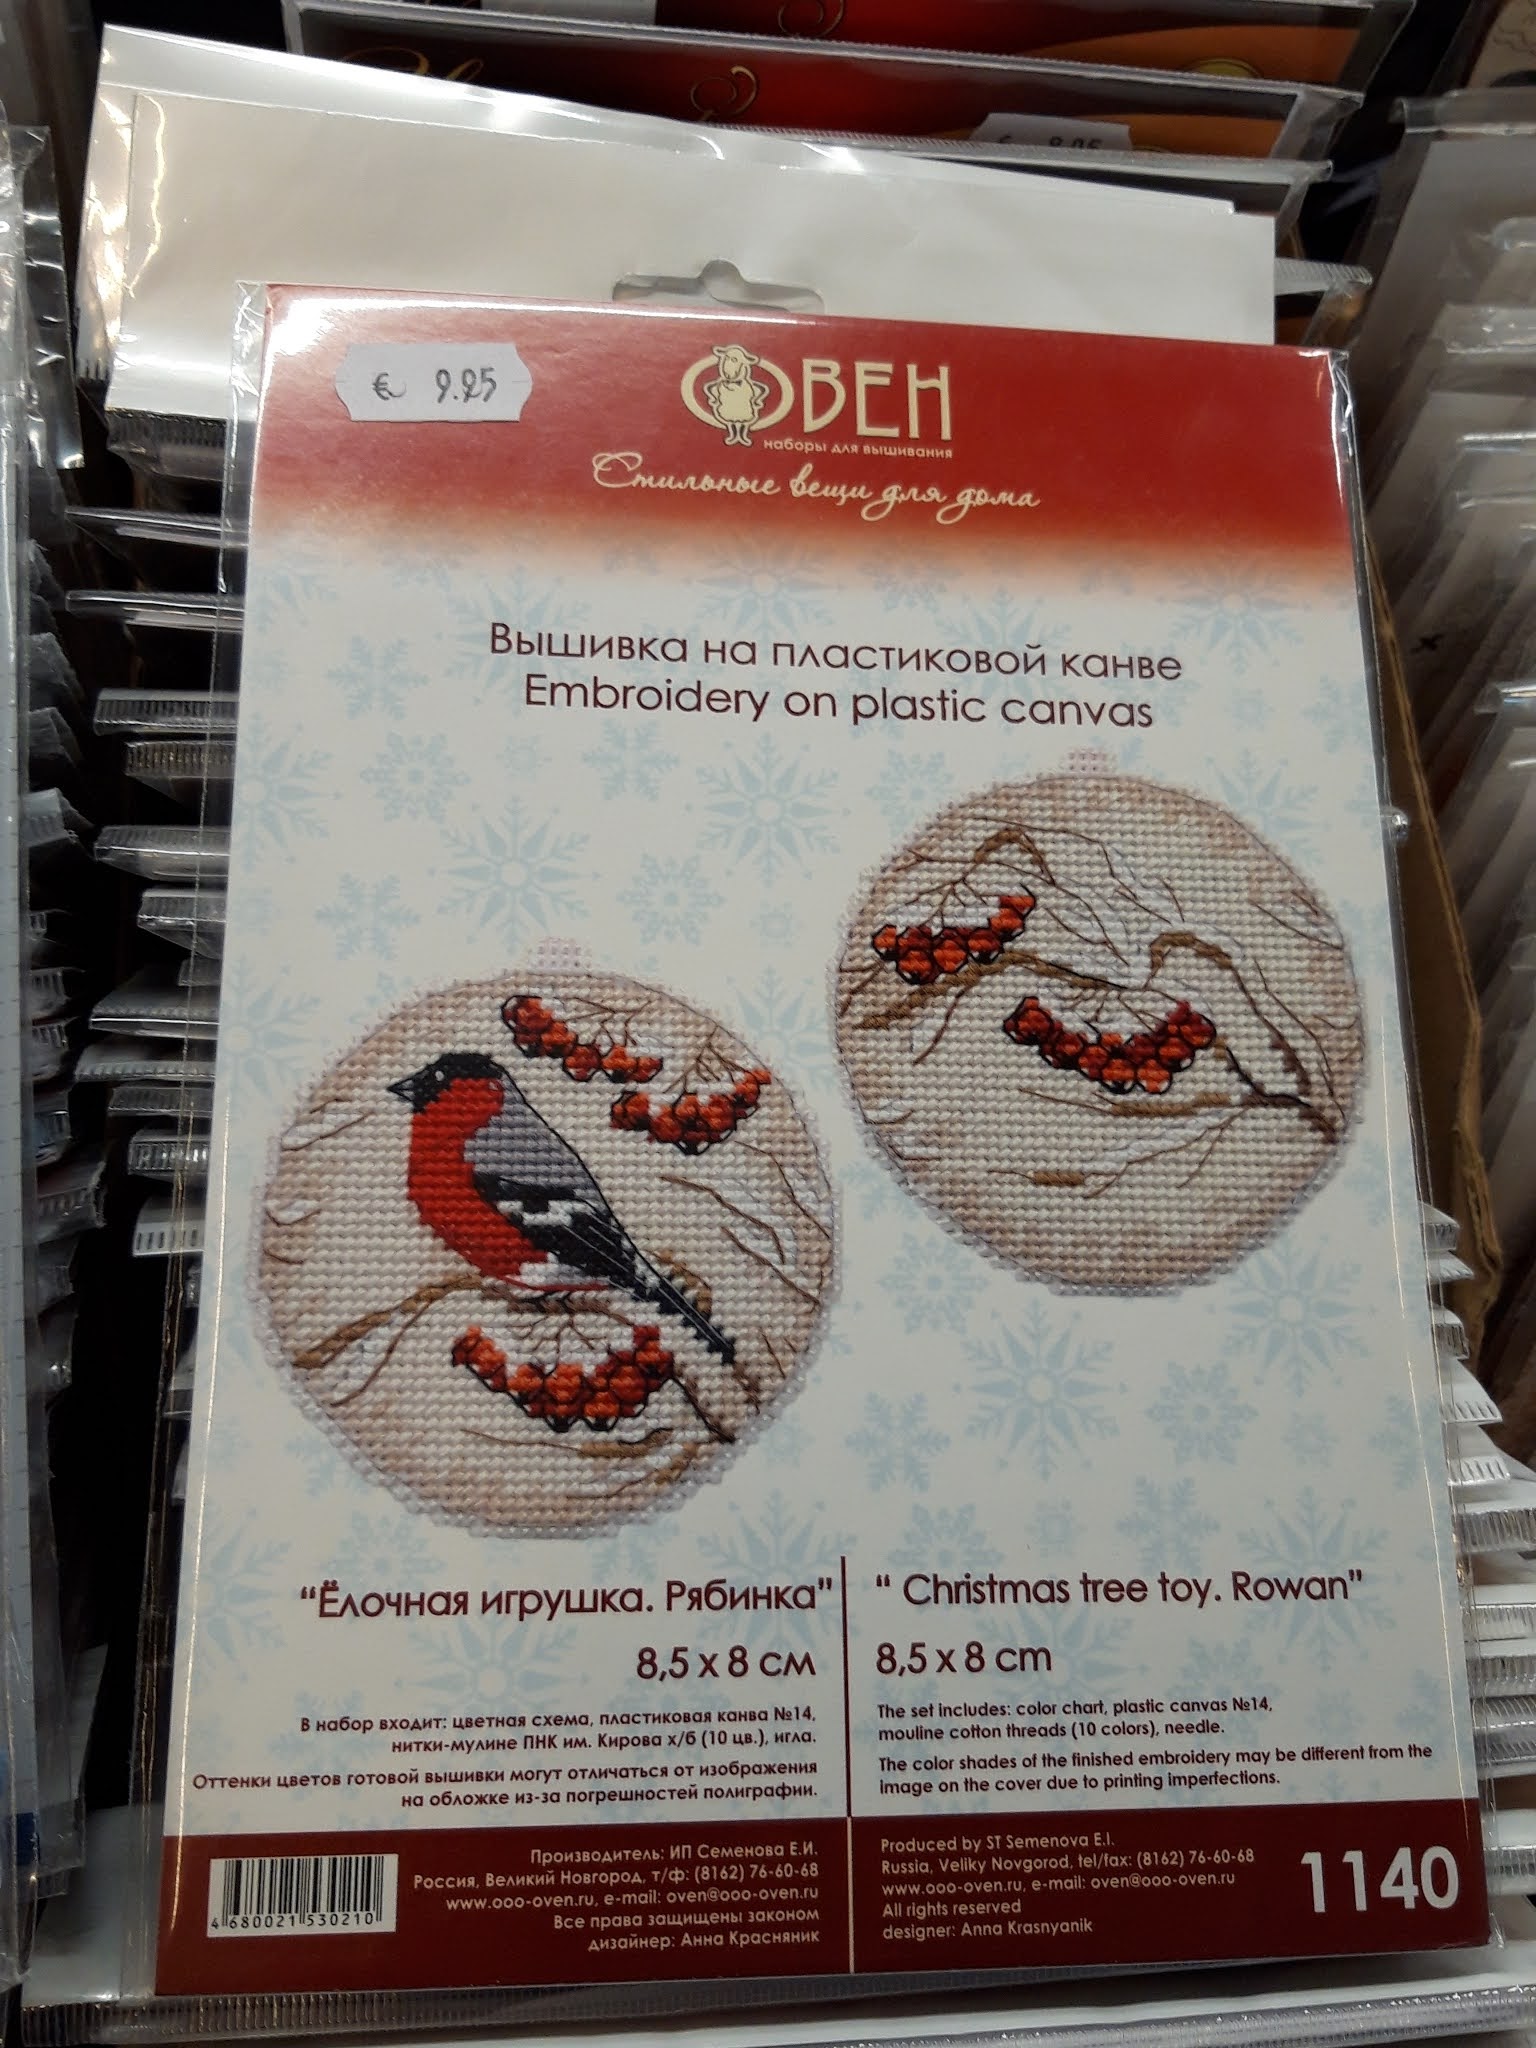 € 9.25
ОВЕН
наборы для вышивания
Стильные вещи для дома
Вышивка на пластиковой канве
Embroidery on plastic canvas
“Ёлочная игрушка. Рябинка”
8,5 х 8 см
В набор входит: цветная схема, пластиковая канва №14,
нитки-мулине ПНК им. Кирова х/б (10 цв.), игла.
Оттенки цветов готовой вышивки могут отличаться от изображения
на обложке из-за погрешностей полиграфии.
“ Christmas tree toy. Rowan”
8,5 x 8 cm
The set includes: color chart, plastic canvas №14,
mouline cotton threads (10 colors), needle.
The color shades of the finished embroidery may be different from the
image on the cover due to printing imperfections.
4 680021 530210
Производитель: ИП Семенова Е.И.
Россия, Великий Новгород, т/ф: (8162) 76-60-68
www.ooo-oven.ru, e-mail: oven@ooo-oven.ru
Все права защищены законом
дизайнер: Анна Красняник
Produced by ST Semenova E.I.
Russia, Veliky Novgorod, tel/fax: (8162) 76-60-68
www.ooo-oven.ru, e-mail: oven@ooo-oven.ru
All rights reserved
designer: Anna Krasnyanik
1140